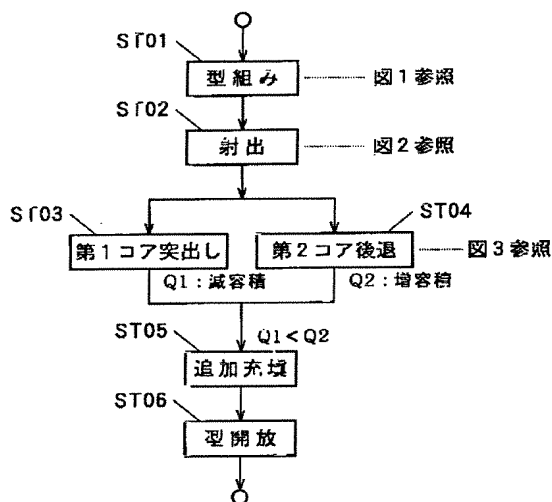 ST01
型組み
図1参照
ST02
射出
図2参照
ST03
ST04
第1コア突出し
第2コア後退
図3参照
Q1:減容積
Q2:増容積
ST05
Q1<Q2
追加充填
ST06
型開放